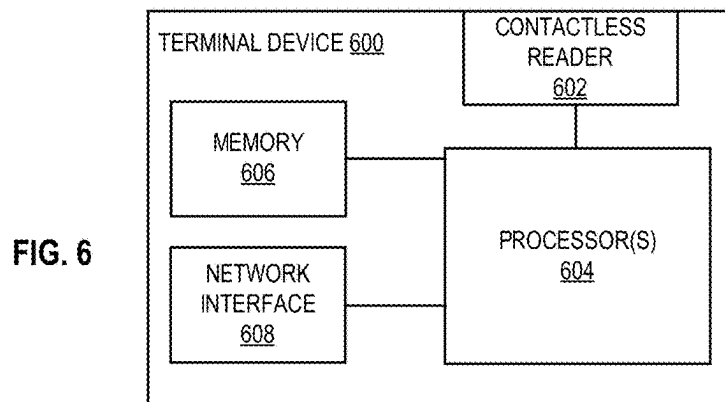 FIG. 6
TERMINAL DEVICE 600
CONTACTLESS
READER
602
MEMORY
606
PROCESSOR(S)
604
NETWORK
INTERFACE
608